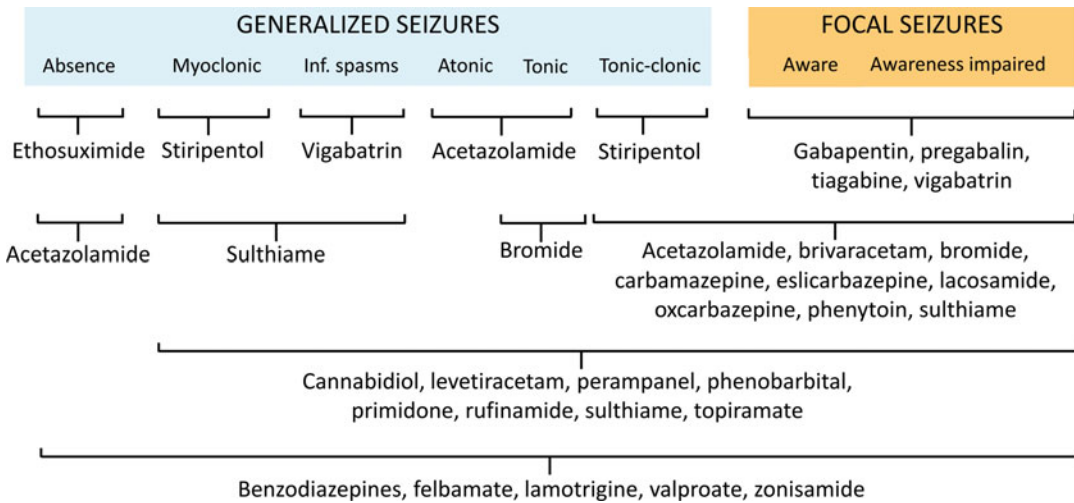 GENERALIZED SEIZURES
FOCAL SEIZURES
Absence Myoclonic Inf. spasms Atonic Tonic Tonic-clonic Aware Awareness impaired
Ethosuximide Stiripentol Vigabatrin Acetazolamide Stiripentol
Gabapentin, pregabalin,
tiagabine, vigabatrin
Acetazolamide Sulthiame Bromide
Acetazolamide, brivaracetam, bromide,
carbamazepine, eslicarbazepine, lacosamide,
oxcarbazepine, phenytoin, sulthiame
Cannabidiol, levetiracetam, perampanel, phenobarbital,
primidone, rufinamide, sulthiame, topiramate
Benzodiazepines, felbamate, lamotrigine, valproate, zonisamide